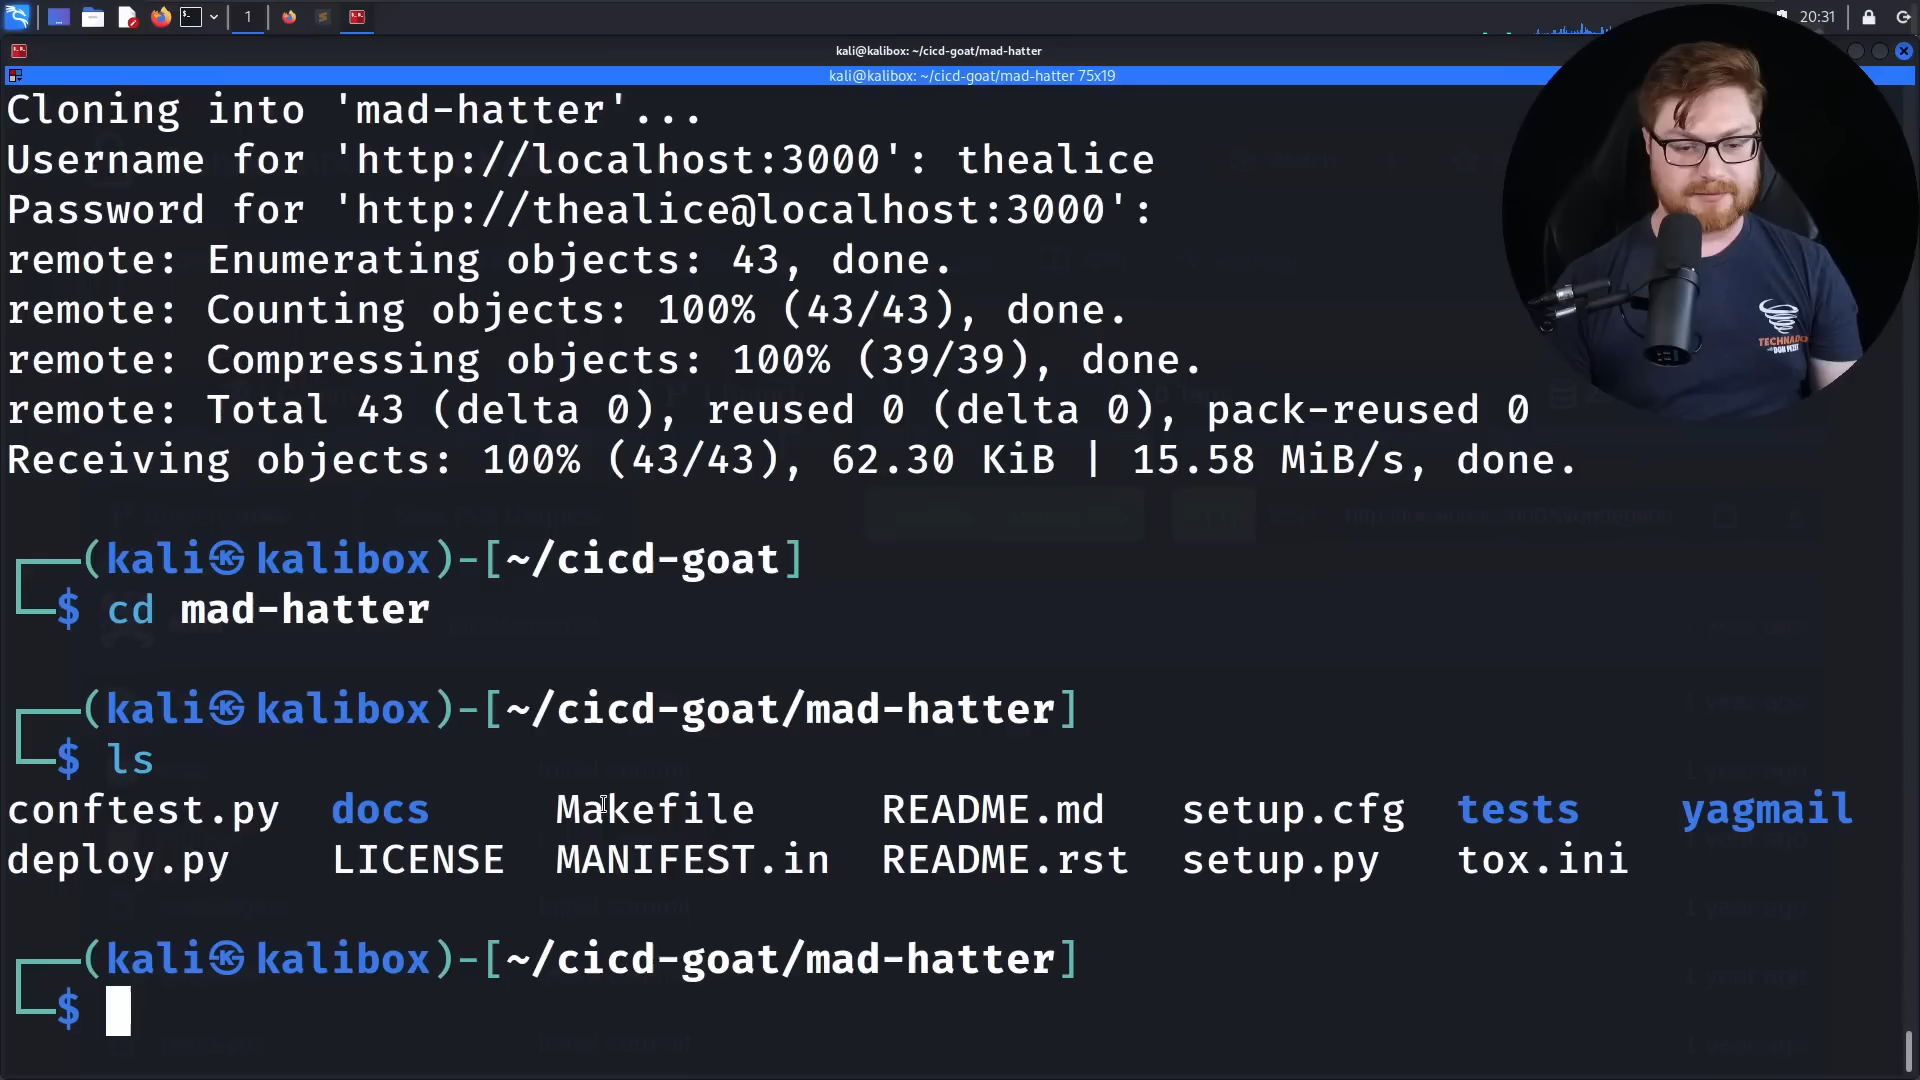 1
20:31
kali@kalibox: ~/cicd-goat/mad-hatter
kali@kalibox: ~/cicd-goat/mad-hatter 75x19
Cloning into 'mad-hatter'...
Username for 'http://localhost:3000': thealice
Password for 'http://thealice@localhost:3000':
remote: Enumerating objects: 43, done.
remote: Counting objects: 100% (43/43), done.
remote: Compressing objects: 100% (39/39), done.
remote: Total 43 (delta 0), reused 0 (delta 0), pack-reused 0
Receiving objects: 100% (43/43), 62.30 KiB | 15.58 MiB/s, done.
(kali㉿kalibox)-[~/cicd-goat]
$ cd mad-hatter
(kali㉿kalibox)-[~/cicd-goat/mad-hatter]
$ ls
conftest.py docs Makefile README.md setup.cfg tests yagmail
deploy.py LICENSE MANIFEST.in README.rst setup.py tox.ini
(kali㉿kalibox)-[~/cicd-goat/mad-hatter]
$
TECHNADO